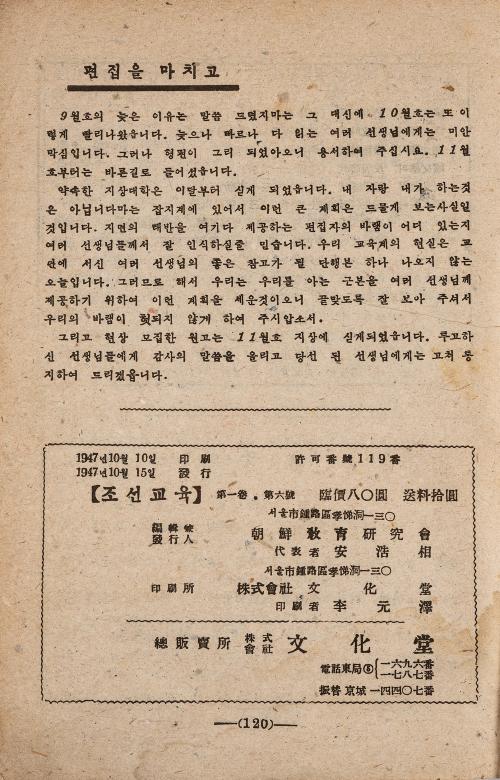 편집을 마치고
9월호의 늦은 이유는 말씀 드렸지마는 그 대신에 10월호는 또 이
렇게 빨리나왔습니다. 늦으나 빠르나 다 읽는 여러 선생님에게는 미안
막심입니다. 그러나 형편이 그리 되었아오니 용서하여 주십시요. 11월
호부터는 바른길로 들어섰습니다.
약속한 지상대학은 이달부터 싣게 되었습니다. 내 자랑 내가 하는것
은 아닙니다마는 잡지계에 있어서 이런 큰 계획은 드물게 보는사실일
것입니다. 지면의 태반을 여기다 제공하는 편집자의 바램이 어디 있는지
여러 선생님들께서 잘 인식하실줄 믿습니다. 우리 교육계의 현실은 교
단에 서신 여러 선생님의 좋은 참고가 될 단행본 하나 나오지 않는
오늘입니다. 그러므로 해서 우리는 우리를 아는 근본을 여러 선생님께
제공하기 위하여 이런 계획을 세운것이오니 끝맺도록 잘 보아 주셔서
우리의 바램이 헛되지 않게 하여 주시압소서.
그리고 현상 모집한 원고는 11월호 지상에 싣게되었습니다. 투고하
신 선생님들에게 감사의 말씀을 올리고 당선 된 선생님에게는 고쳐 통
지하여 드리겠읍니다.
1947년10월 10일 印刷 許可番號119番
1947년10월 15일 發行
【조선교육】 第一卷 . 第六號 臨價八〇圓 送料拾圓
서울市鍾路區孝悌洞一三〇
編輯兼
發行人 朝鮮敎育研究會
代表者 安浩相
서울市鍾路區孝悌洞一三〇
印刷所 株式會社 文化堂
印刷者 李元澤
總販賣所 株式會社 文化堂
電話東局⑤ 一六九六番
一七八七番
振替 京城 一四四〇七番
(120)